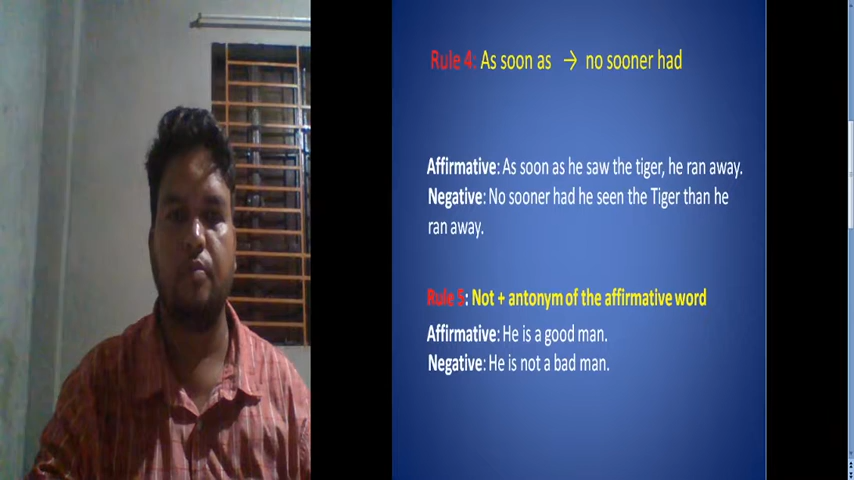 Rule 4: As soon as → no sooner had
Affirmative: As soon as he saw the tiger, he ran away.
Negative: No sooner had he seen the Tiger than he
ran away.
Rule 5: Not + antonym of the affirmative word
Affirmative: He is a good man.
Negative: He is not a bad man.